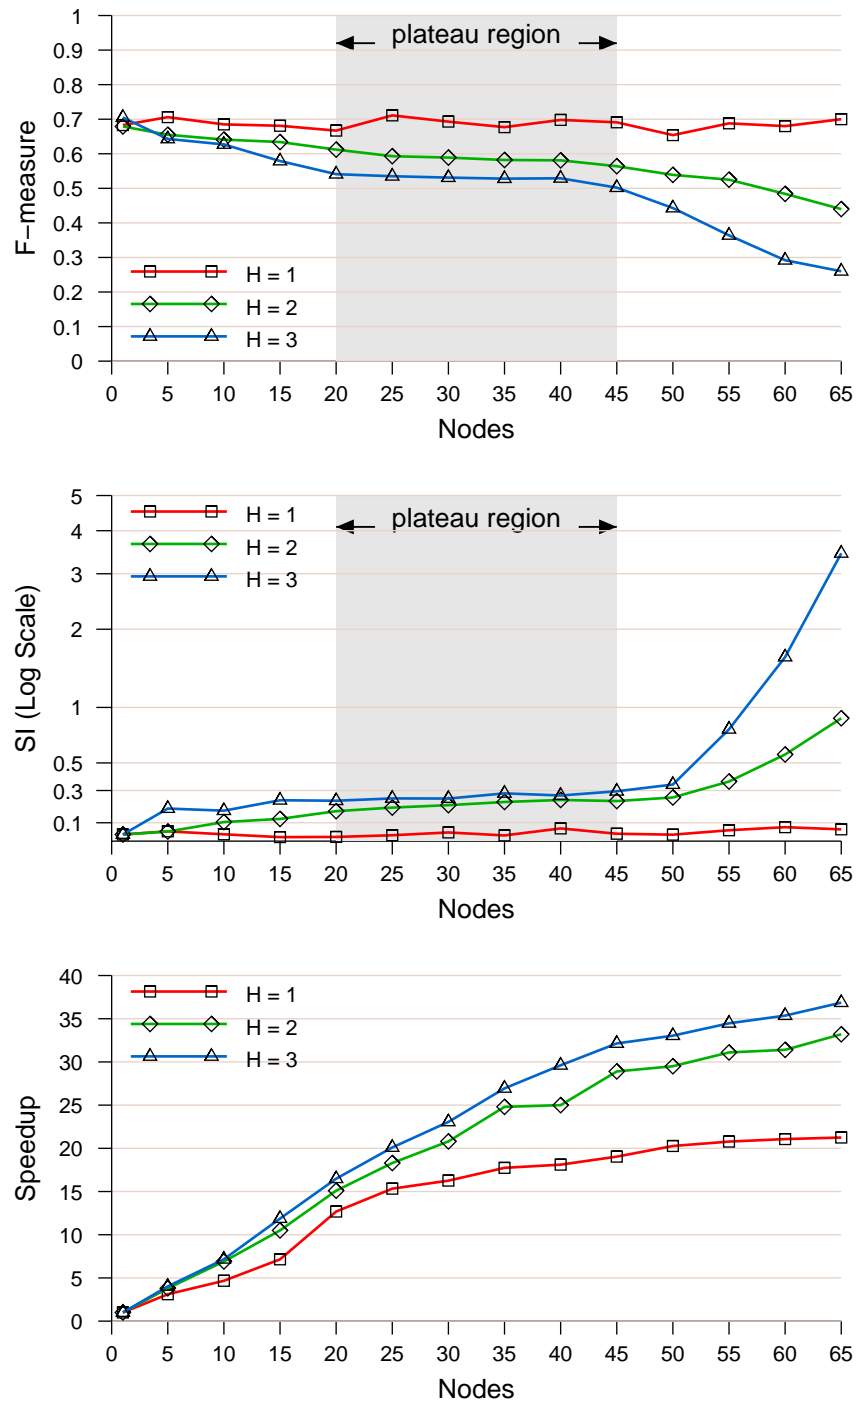 1
plateau region
0.9
0.8
0.7
0.6
0.5
0.4
0.3
0.2
0.1
0
F−measure
H = 1
H = 2
H = 3
0 5 10 15 20 25 30 35 40 45 50 55 60 65
Nodes
5
4
3
2
1
0.5
0.3
0.1
SI (Log Scale)
H = 1
H = 2
H = 3
plateau region
0 5 10 15 20 25 30 35 40 45 50 55 60 65
Nodes
40
35
30
25
20
15
10
5
0
Speedup
H = 1
H = 2
H = 3
0 5 10 15 20 25 30 35 40 45 50 55 60 65
Nodes